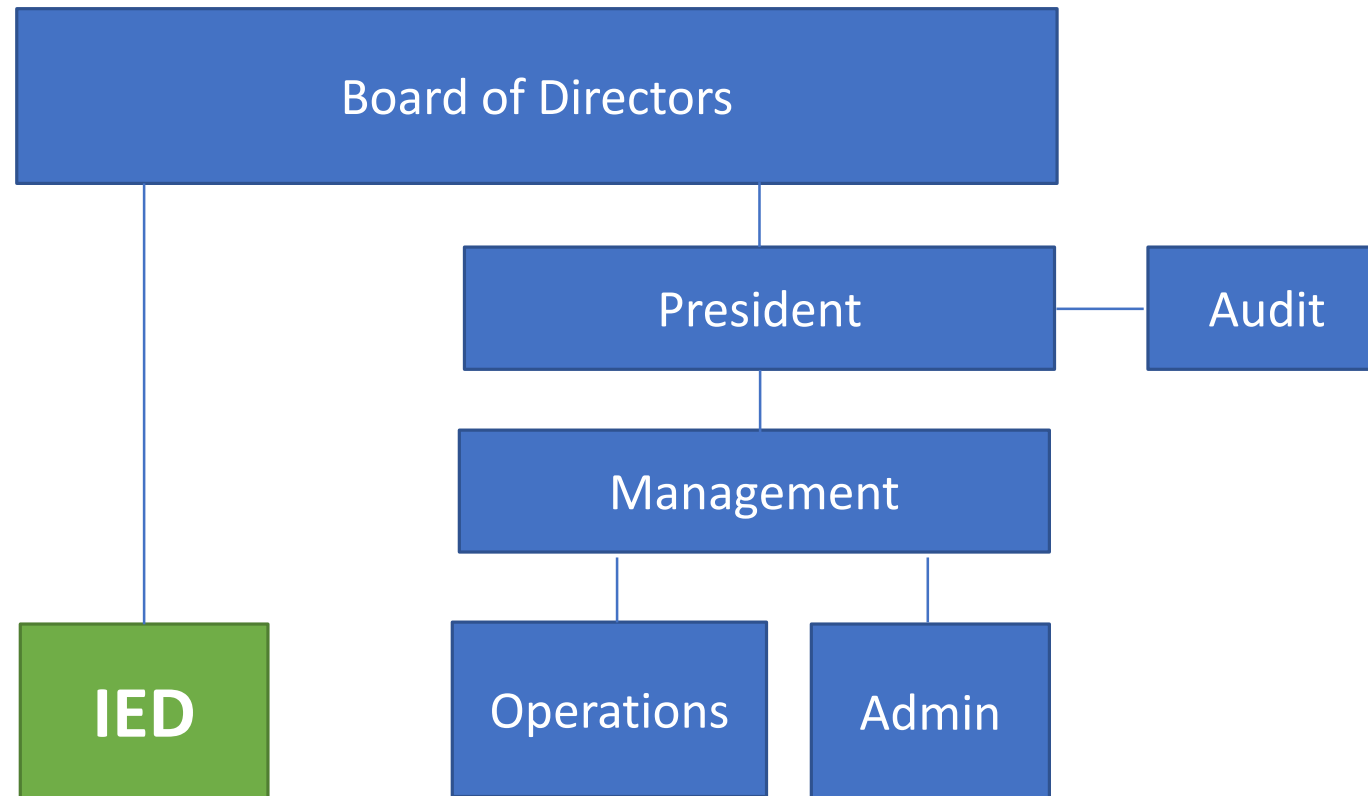 Board of Directors
President
Audit
Management
IED
Operations
Admin